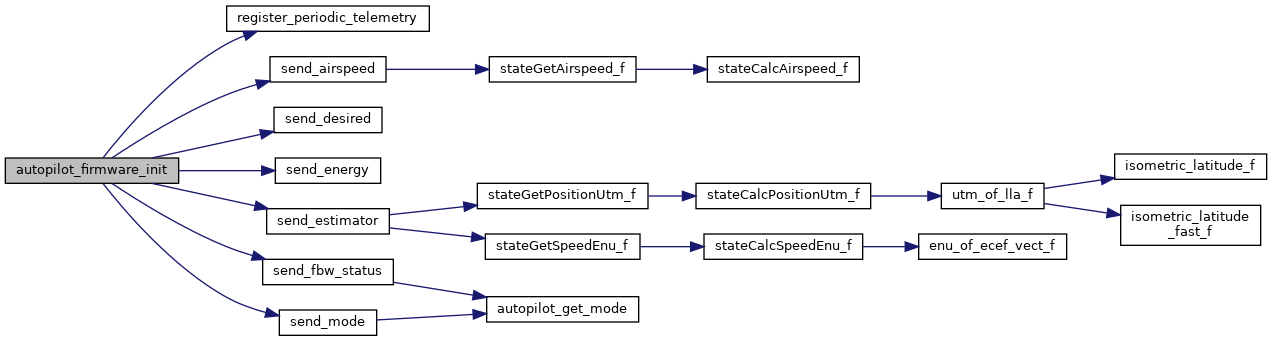 register_periodic_telemetry
send_airspeed
stateGetAirspeed_f
stateCalcAirspeed_f
send_desired
autopilot_firmware_init
send_energy
isometric_latitude_f
stateGetPositionUtm_f
stateCalcPositionUtm_f
utm_of_lla_f
send_estimator
isometric_latitude
_fast_f
stateGetSpeedEnu_f
stateCalcSpeedEnu_f
enu_of_ecef_vect_f
send_fbw_status
autopilot_get_mode
send_mode